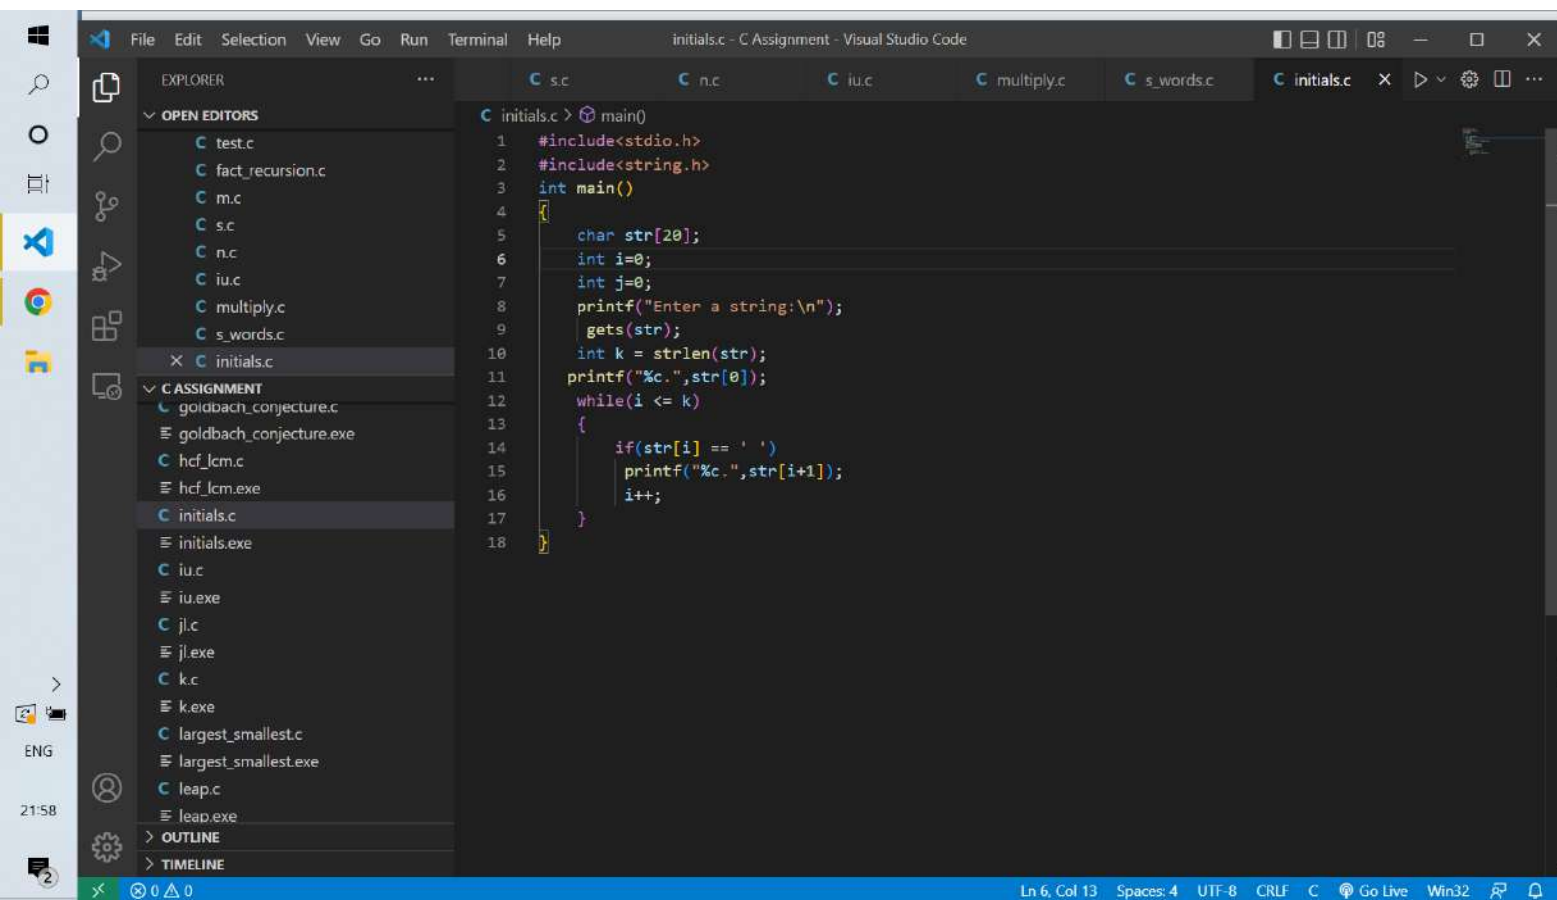 File Edit Selection View Go Run Terminal Help
initials.c - C Assignment - Visual Studio Code
EXPLORER
OPEN EDITORS
C test.c
C fact_recursion.c
C m.c
C s.c
C n.c
C iu.c
C multiply.c
C s_words.c
C initials.c
C ASSIGNMENT
C goldbach_conjecture.c
goldbach_conjecture.exe
C hcf_lcm.c
hcf_lcm.exe
C initials.c
initials.exe
C iu.c
iu.exe
C jl.c
jl.exe
C k.c
k.exe
C largest_smallest.c
largest_smallest.exe
C leap.c
leap.exe
OUTLINE
TIMELINE
C s.c C n.c C iu.c C multiply.c C s_words.c C initials.c
C initials.c > main()
1 #include<stdio.h>
2 #include<string.h>
3 int main()
4 {
5 char str[20];
6 int i=0;
7 int j=0;
8 printf("Enter a string:\n");
9 gets(str);
10 int k = strlen(str);
11 printf("%c.",str[0]);
12 while(i <= k)
13 {
14 if(str[i] == ' ')
15 printf("%c.",str[i+1]);
16 i++;
17 }
18 }
ENG
21:58
2
0 0
Ln 6, Col 13 Spaces: 4 UTF-8 CRLF C Go Live Win32